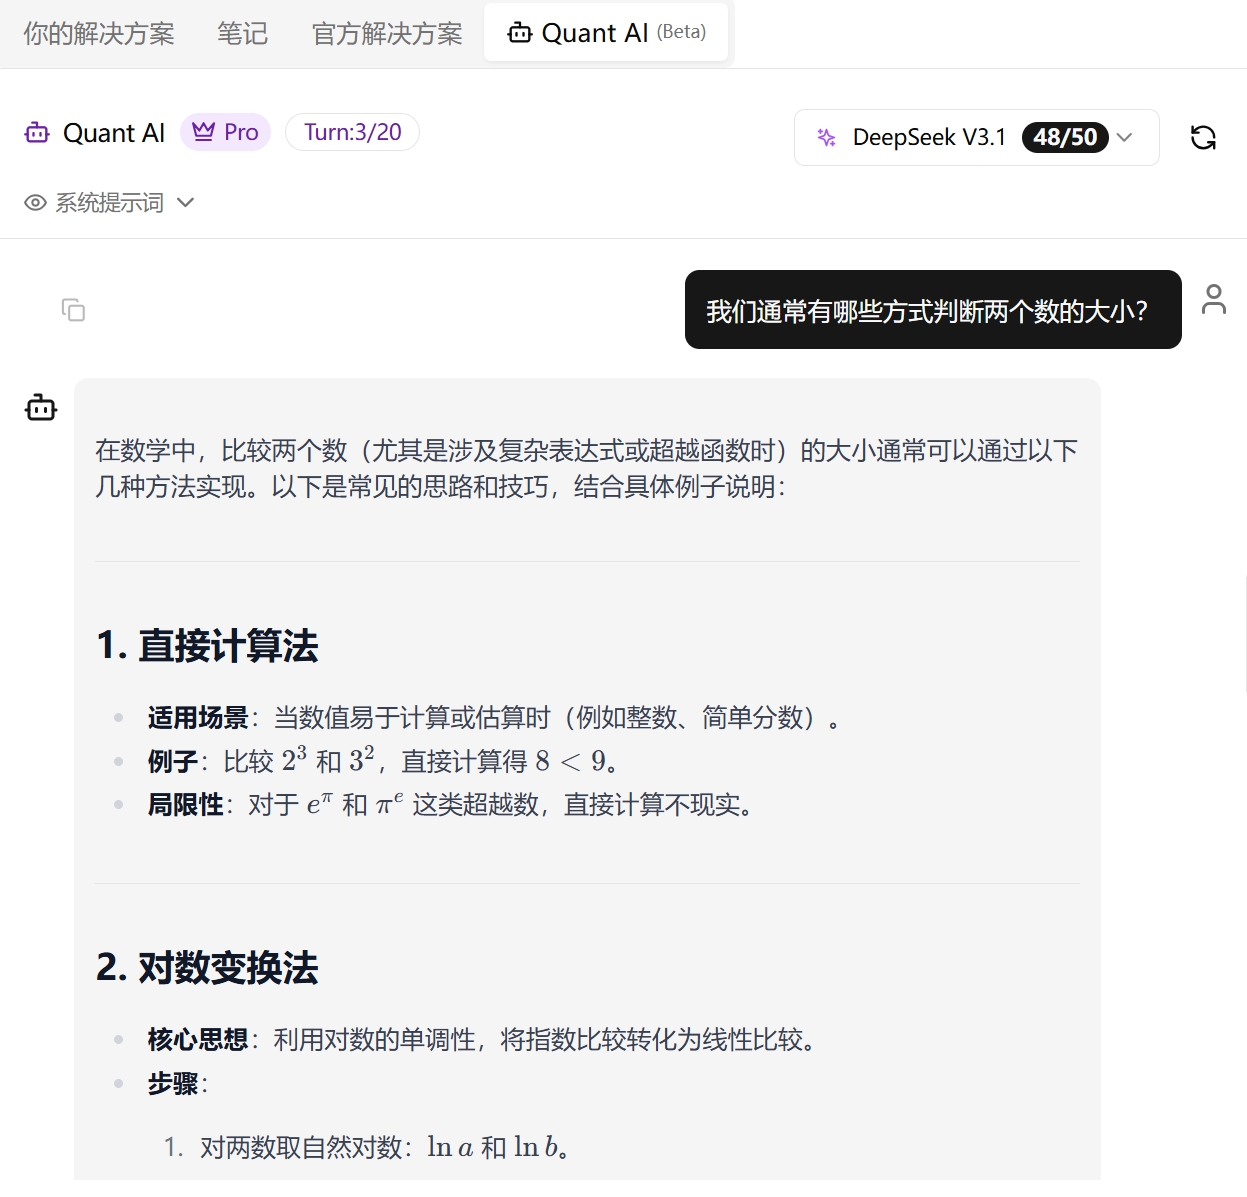 你的解决方案 笔记 官方解决方案 Quant AI (Beta)
Quant AI Pro Turn:3/20 DeepSeek V3.1 48/50
系统提示词
我们通常有哪些方式判断两个数的大小?
在数学中，比较两个数（尤其是涉及复杂表达式或超越函数时）的大小通常可以通过以下
几种方法实现。以下是常见的思路和技巧，结合具体例子说明：
1. 直接计算法
适用场景：当数值易于计算或估算时（例如整数、简单分数）。
例子：比较 2³ 和 3²，直接计算得 8 < 9。
局限性：对于 e^π 和 π^e 这类超越数，直接计算不现实。
2. 对数变换法
核心思想：利用对数的单调性，将指数比较转化为线性比较。
步骤：
1. 对两数取自然对数：ln a 和 ln b。